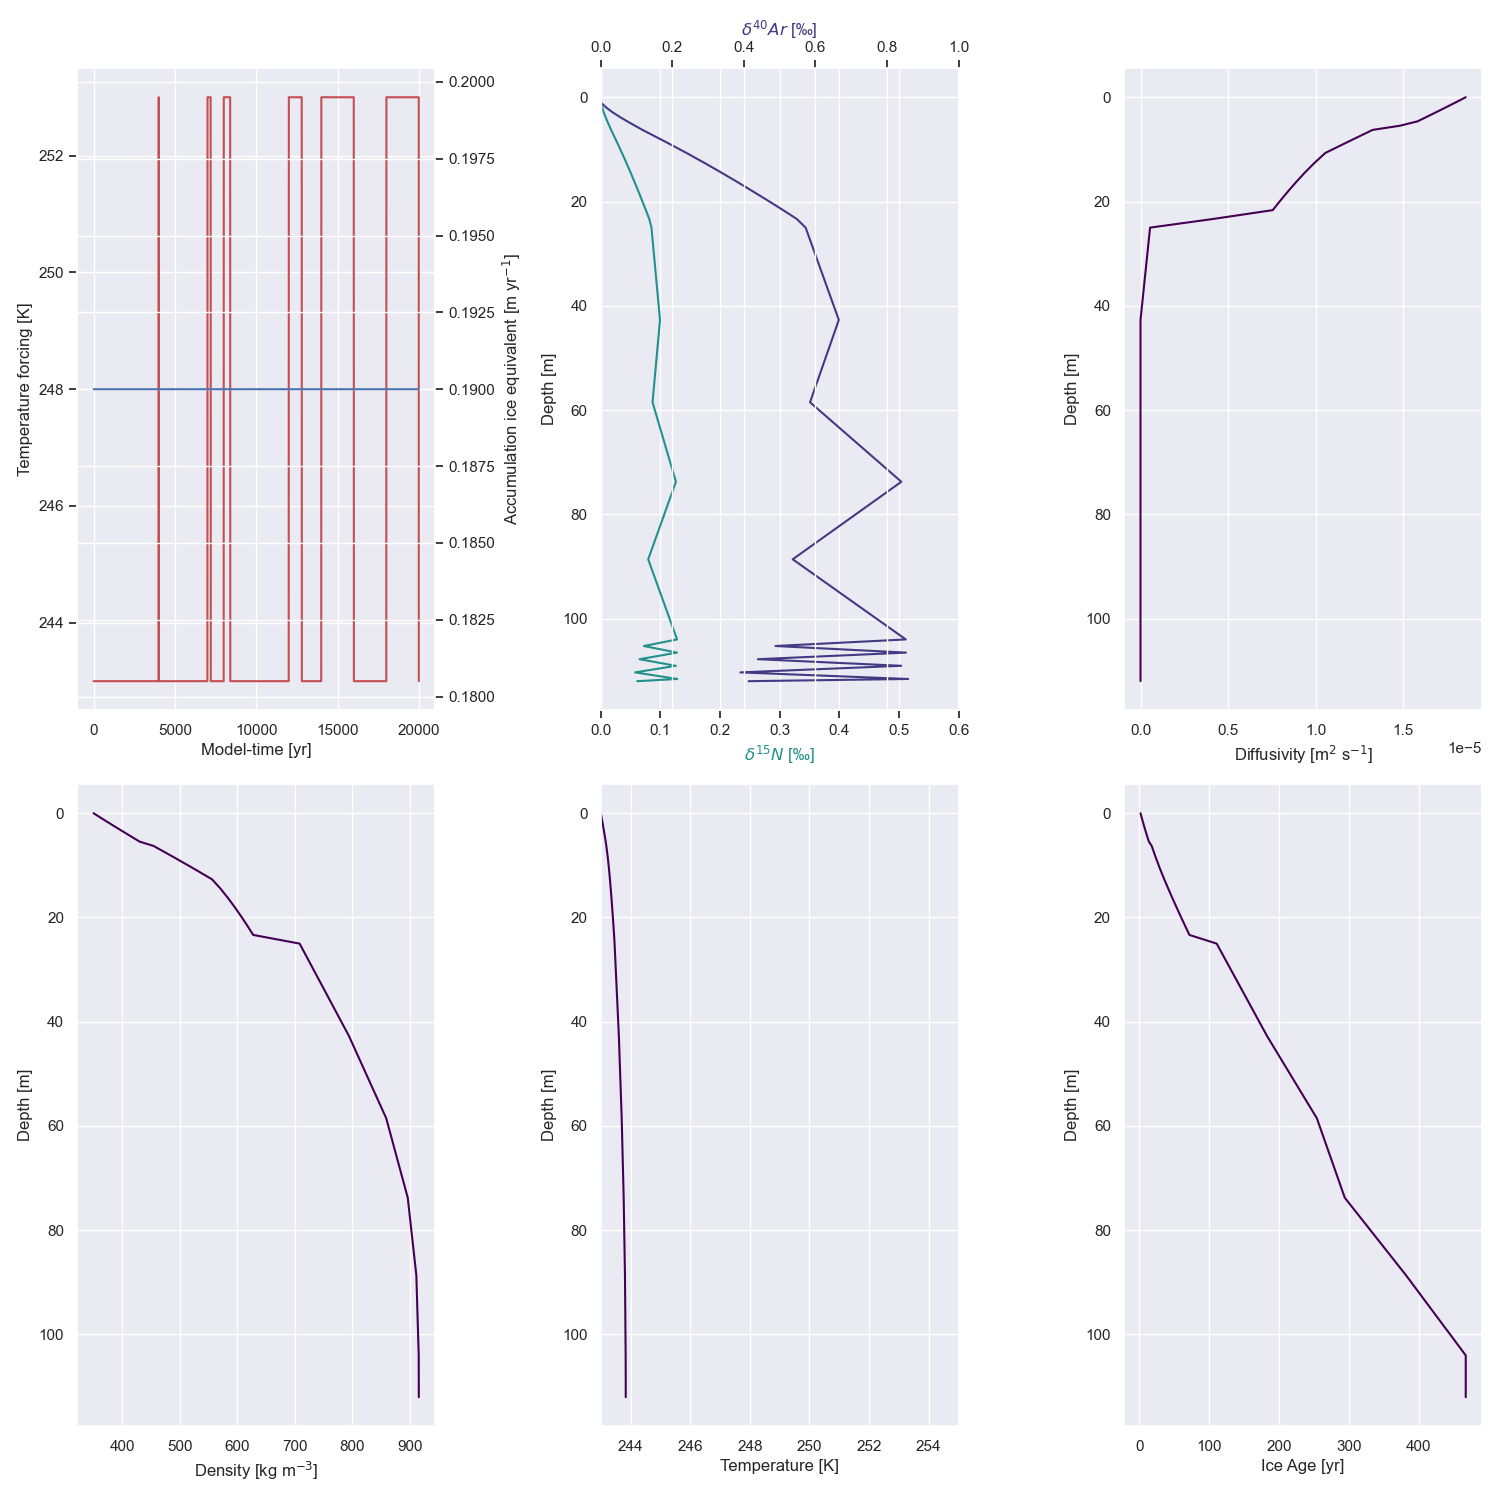 δ⁴⁰Ar [‰]
0.0 0.2 0.4 0.6 0.8 1.0
252
250
248
246
244
Temperature forcing [K]
0 5000 10000 15000 20000
Model-time [yr]
0.2000
0.1975
0.1950
0.1925
0.1900
0.1875
0.1850
0.1825
0.1800
Accumulation ice equivalent [m yr⁻¹]
0
20
40
60
80
100
Depth [m]
0.0 0.1 0.2 0.3 0.4 0.5 0.6
δ¹⁵N [‰]
0
20
40
60
80
100
Depth [m]
0.0 0.5 1.0 1.5
1e−5
Diffusivity [m² s⁻¹]
0
20
40
60
80
100
Depth [m]
400 500 600 700 800 900
Density [kg m⁻³]
0
20
40
60
80
100
Depth [m]
244 246 248 250 252 254
Temperature [K]
0
20
40
60
80
100
Depth [m]
0 100 200 300 400
Ice Age [yr]